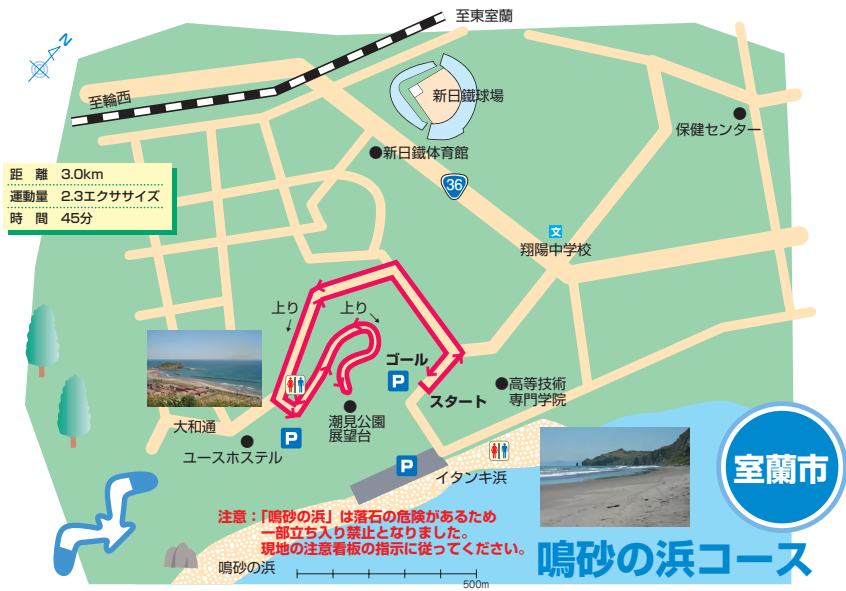 至東室蘭
N
至輪西
新日鐵球場
保健センター
新日鐵体育館
距離 3.0km
運動量 2.3エクササイズ
時間 45分
36
文
翔陽中学校
上り
上り
ゴール
P
スタート
高等技術
専門学院
大和通
潮見公園
展望台
P
ユースホステル
P
イタンキ浜
室蘭市
注意:「鳴砂の浜」は落石の危険があるため
一部立ち入り禁止となりました。
現地の注意看板の指示に従ってください。
鳴砂の浜
500m
鳴砂の浜コース